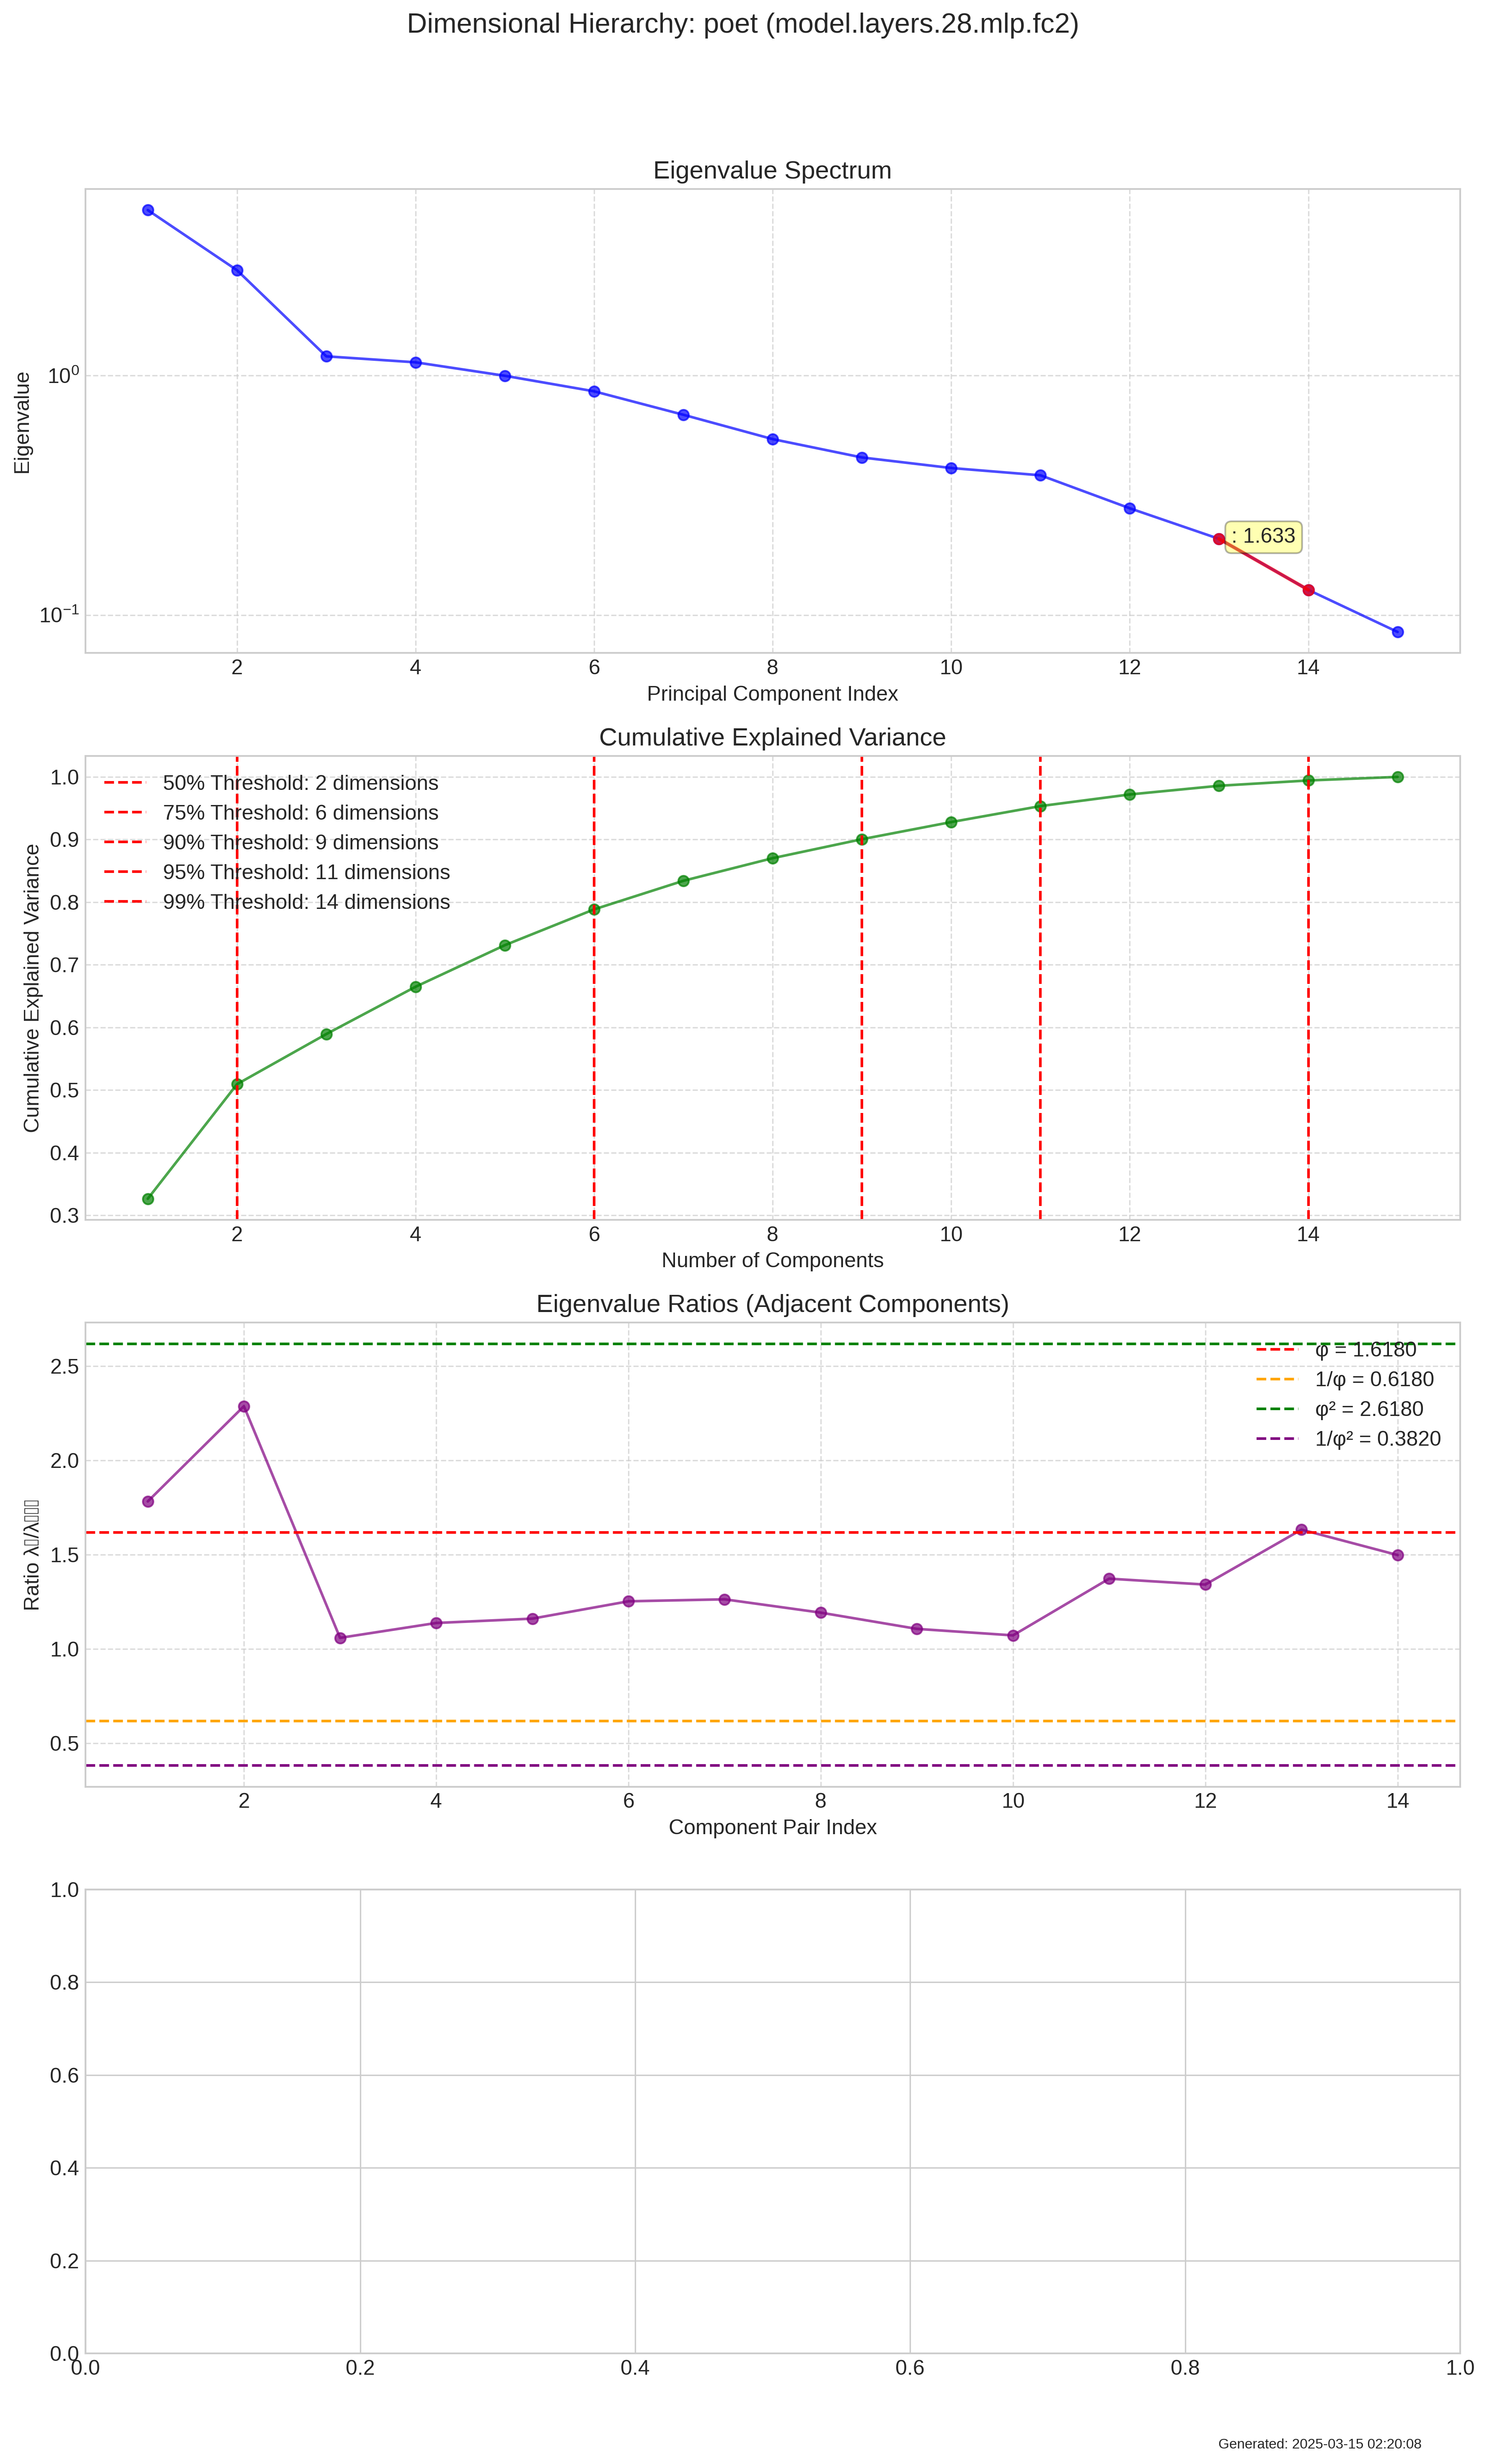 Dimensional Hierarchy: poet (model.layers.28.mlp.fc2)
Eigenvalue Spectrum
Eigenvalue
10⁰
10⁻¹
: 1.633
2 4 6 8 10 12 14
Principal Component Index
Cumulative Explained Variance
Cumulative Explained Variance
1.0
0.9
0.8
0.7
0.6
0.5
0.4
0.3
50% Threshold: 2 dimensions
75% Threshold: 6 dimensions
90% Threshold: 9 dimensions
95% Threshold: 11 dimensions
99% Threshold: 14 dimensions
2 4 6 8 10 12 14
Number of Components
Eigenvalue Ratios (Adjacent Components)
Ratio λ▯/λ▯▯▯
2.5
2.0
1.5
1.0
0.5
φ = 1.6180
1/φ = 0.6180
φ² = 2.6180
1/φ² = 0.3820
2 4 6 8 10 12 14
Component Pair Index
1.0
0.8
0.6
0.4
0.2
0.0
0.0 0.2 0.4 0.6 0.8 1.0
Generated: 2025-03-15 02:20:08